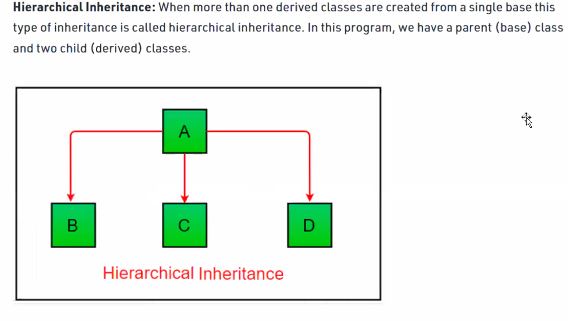 Hierarchical Inheritance: When more than one derived classes are created from a single base this
type of inheritance is called hierarchical inheritance. In this program, we have a parent (base) class
and two child (derived) classes.
A
B C D
Hierarchical Inheritance